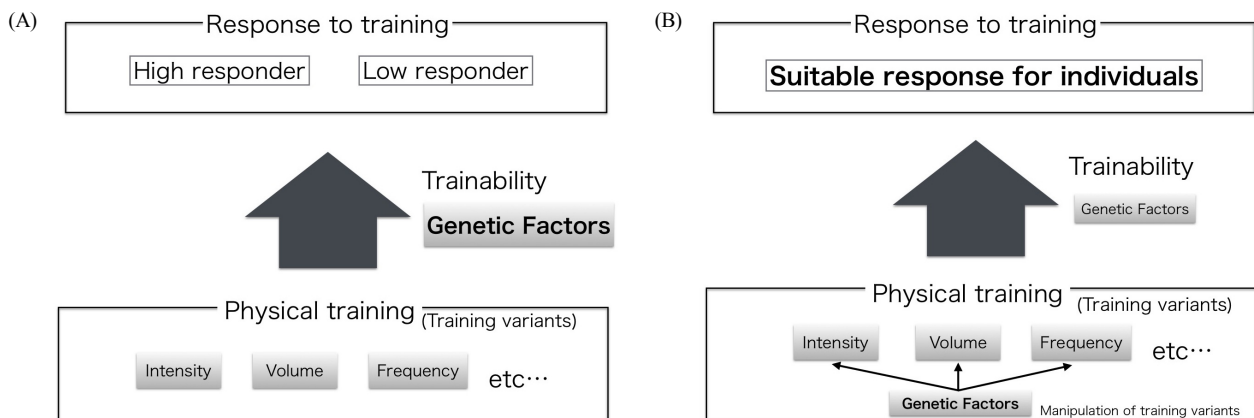 (A)
Response to training
High responder
Low responder
Trainability
Genetic Factors
Physical training (Training variants)
Intensity
Volume
Frequency
etc…
(B)
Response to training
Suitable response for individuals
Trainability
Genetic Factors
Physical training (Training variants)
Intensity
Volume
Frequency
etc…
Genetic Factors
Manipulation of training variants